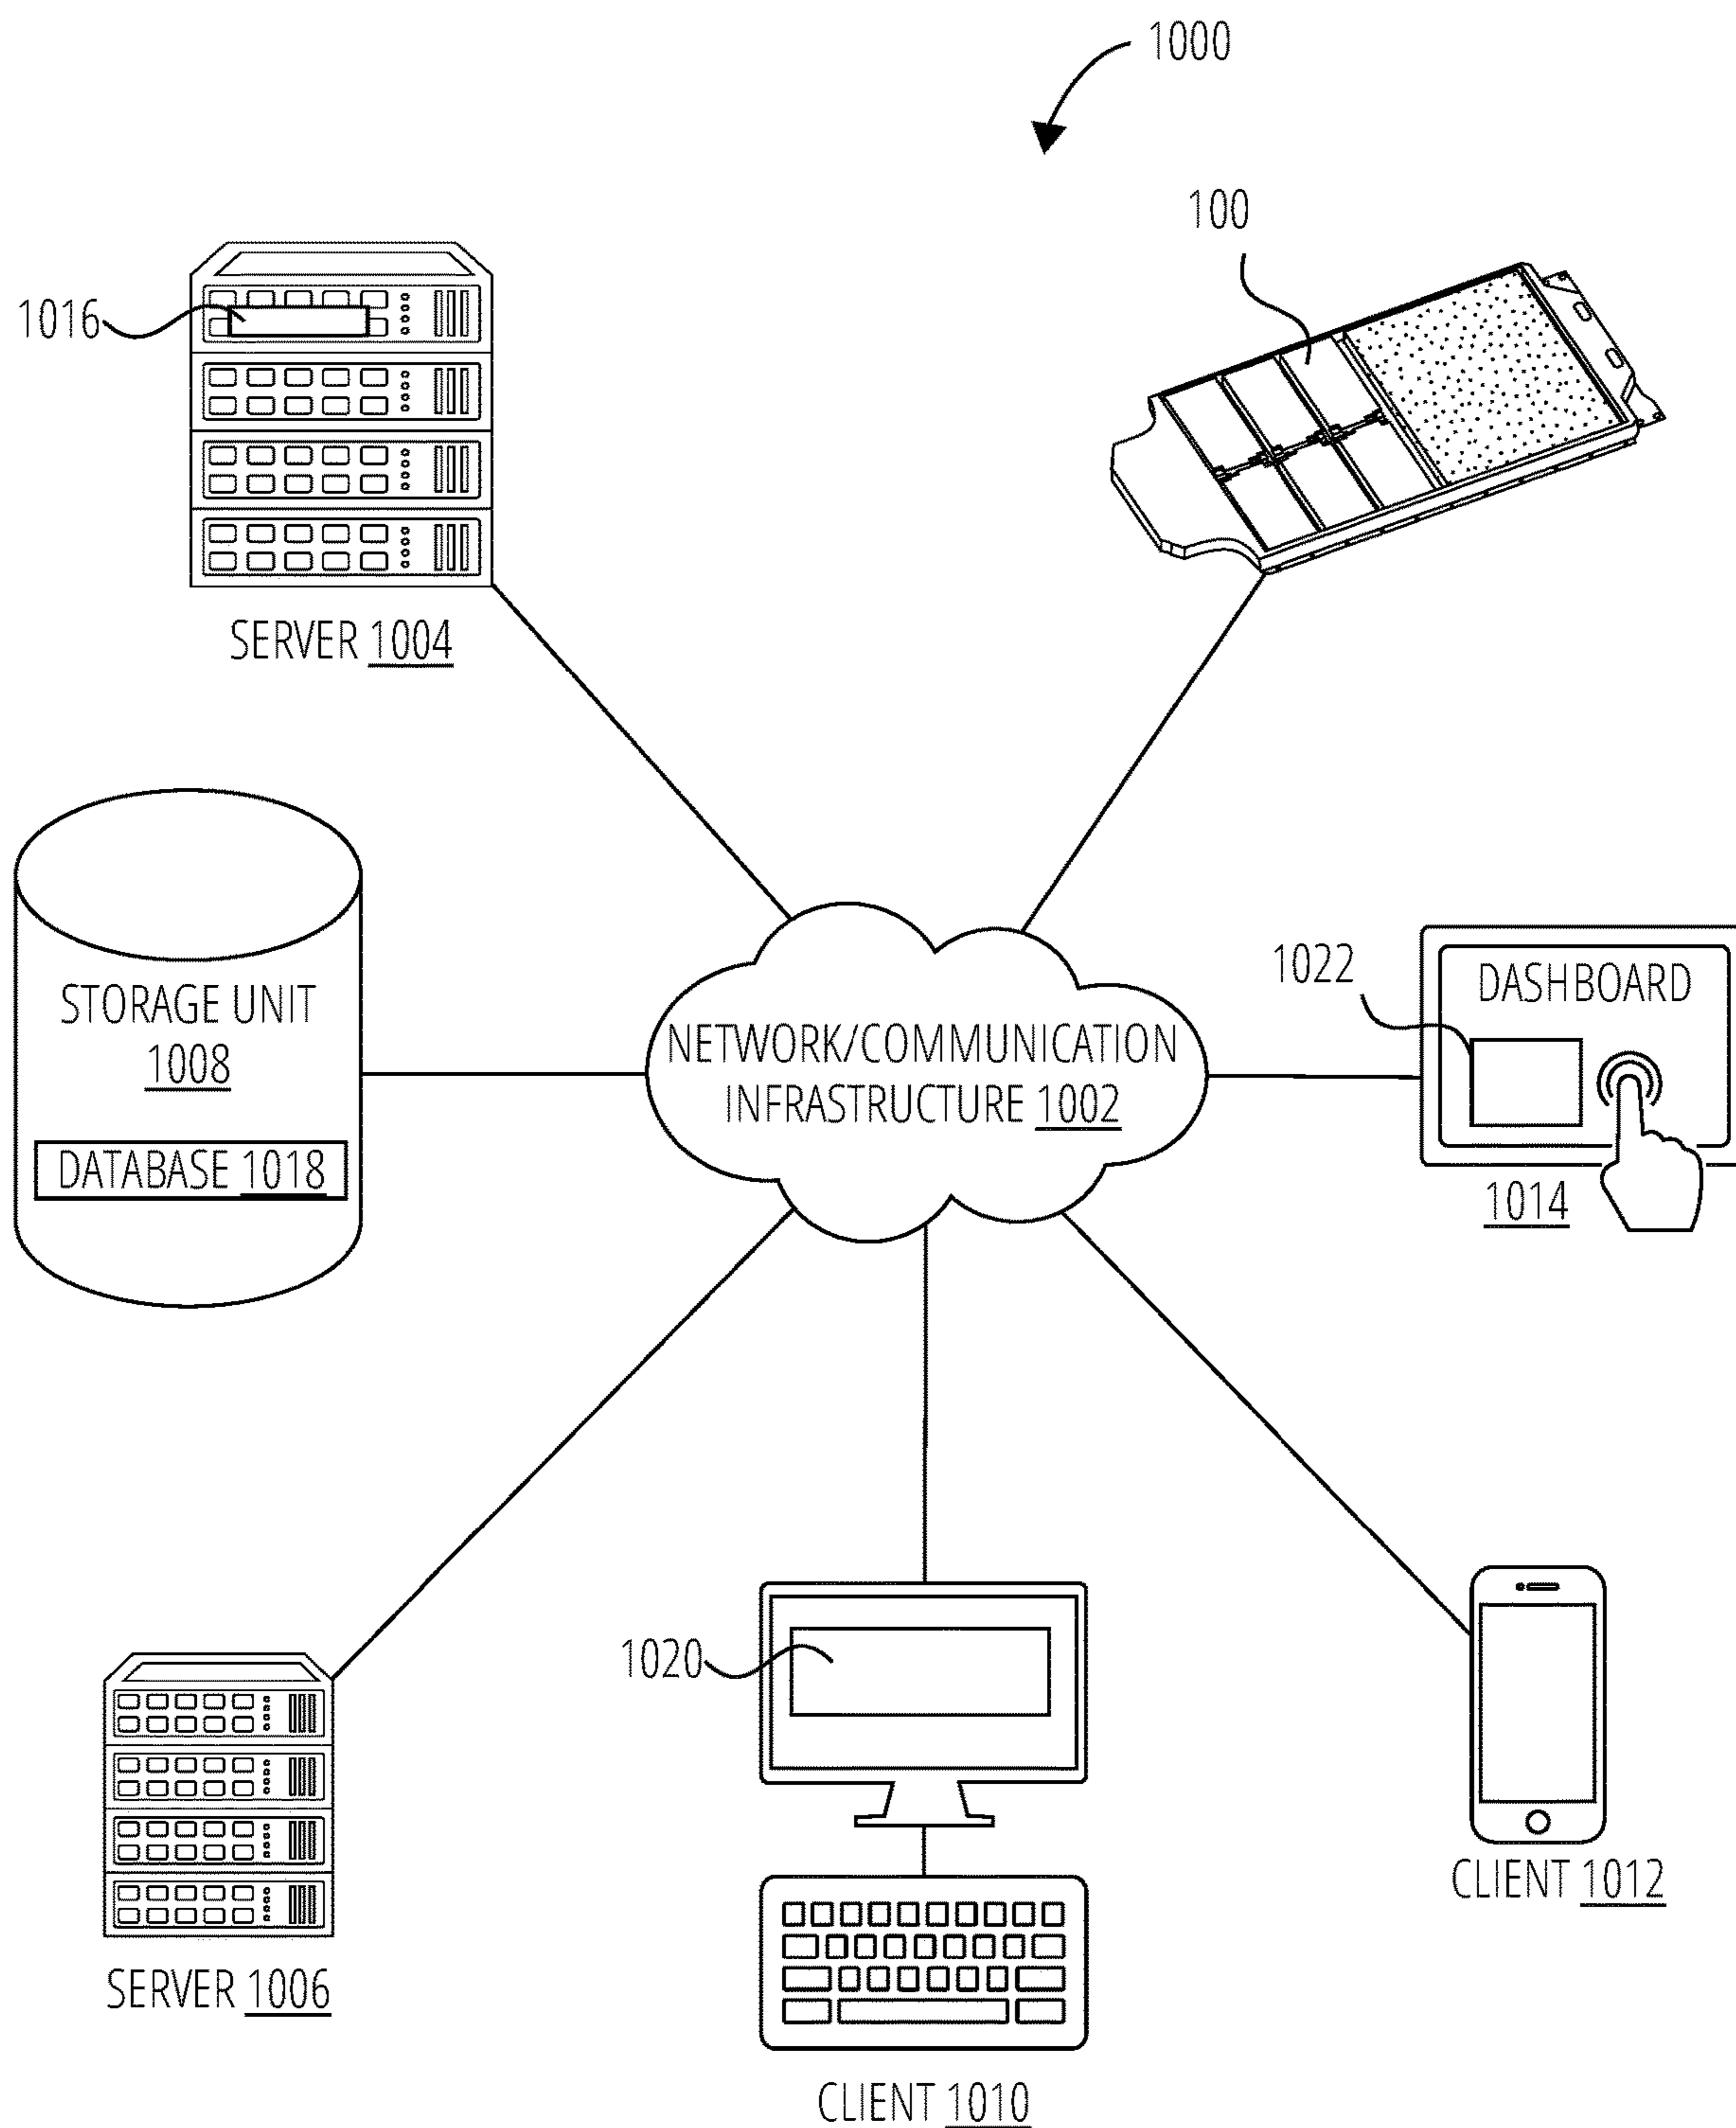 1000
100
1016
SERVER 1004
STORAGE UNIT
1008
DATABASE 1018
NETWORK/COMMUNICATION
INFRASTRUCTURE 1002
1022
DASHBOARD
1014
1020
CLIENT 1012
SERVER 1006
CLIENT 1010